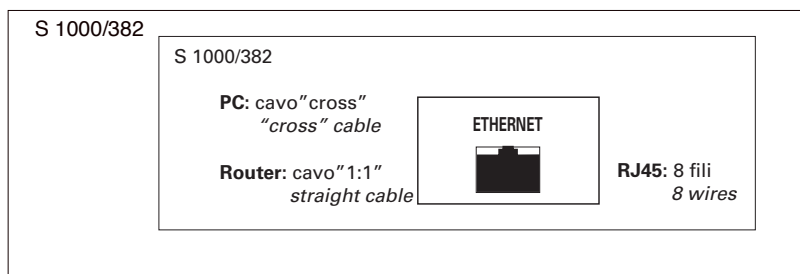 S 1000/382
S 1000/382
PC: cavo”cross”
“cross” cable
ETHERNET
Router: cavo”1:1”
straight cable
RJ45: 8 fili
8 wires